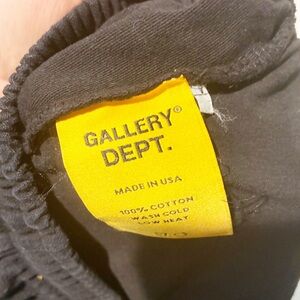 GALLERY®
DEPT.
MADE IN USA
100% COTTON
WASH COLD
LOW HEAT